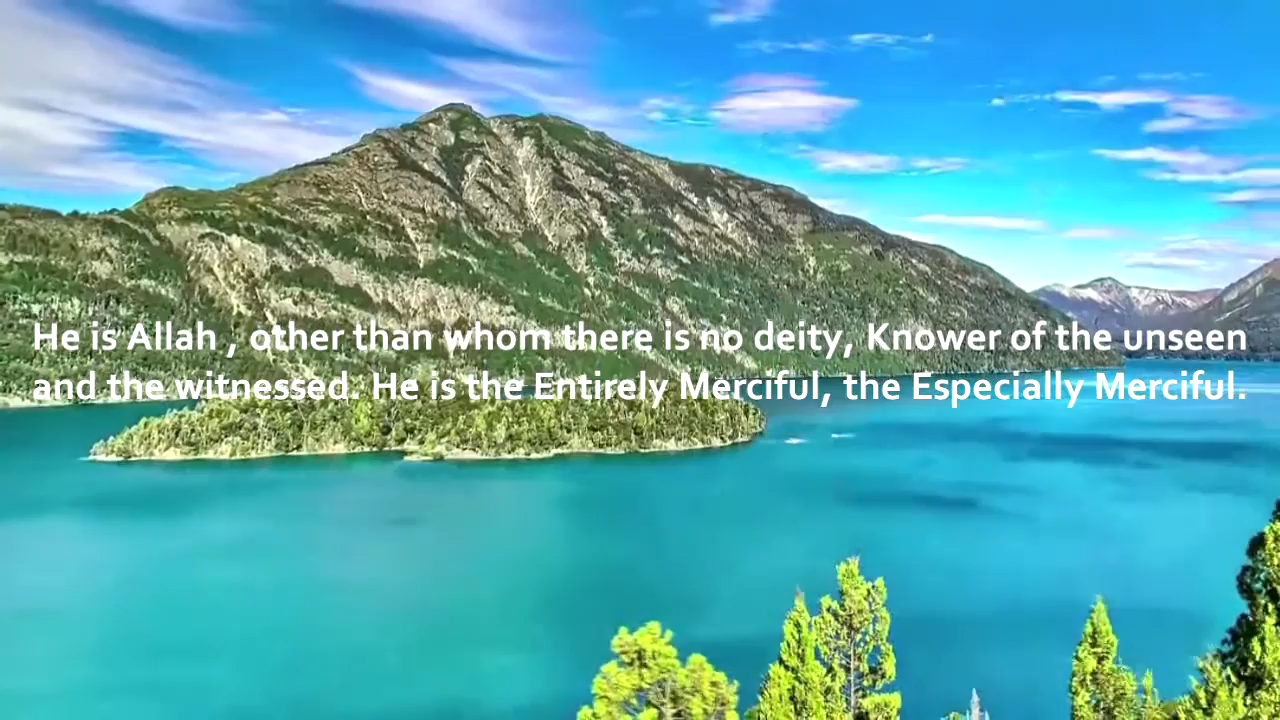 He is Allah , other than whom there is no deity, Knower of the unseen
and the witnessed. He is the Entirely Merciful, the Especially Merciful.